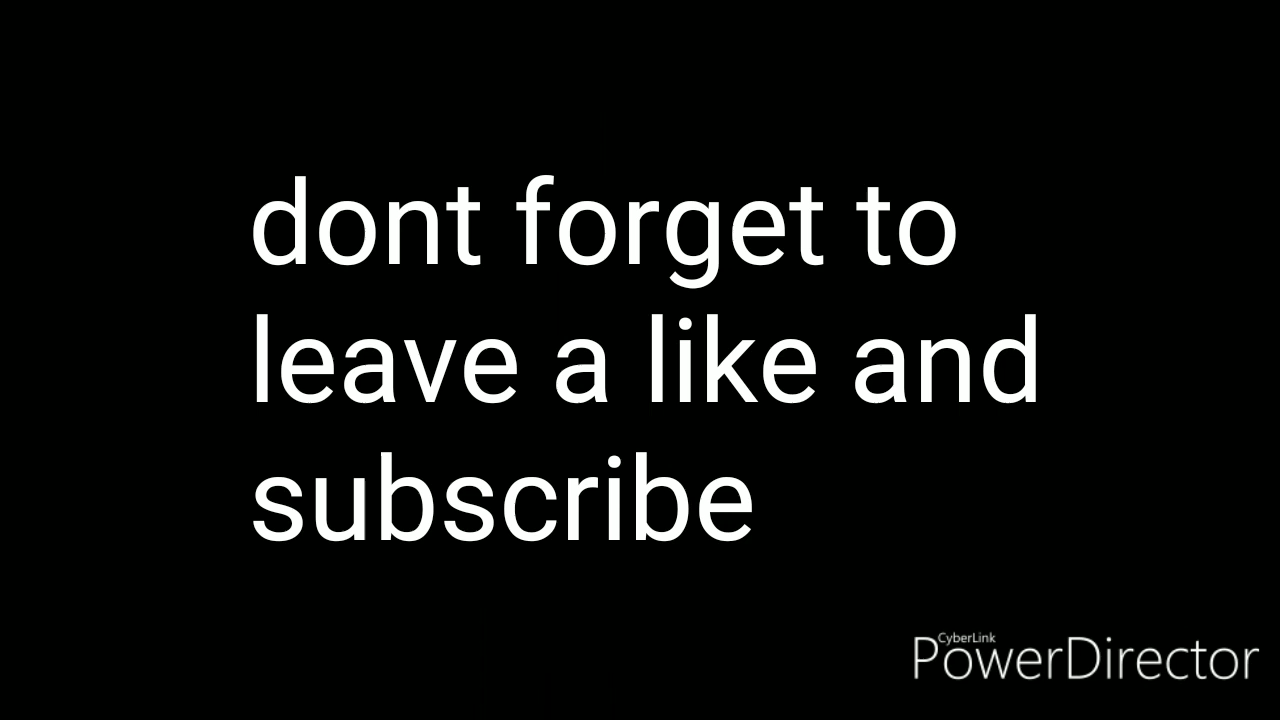 dont forget to
leave a like and
subscribe
CyberLink
PowerDirector